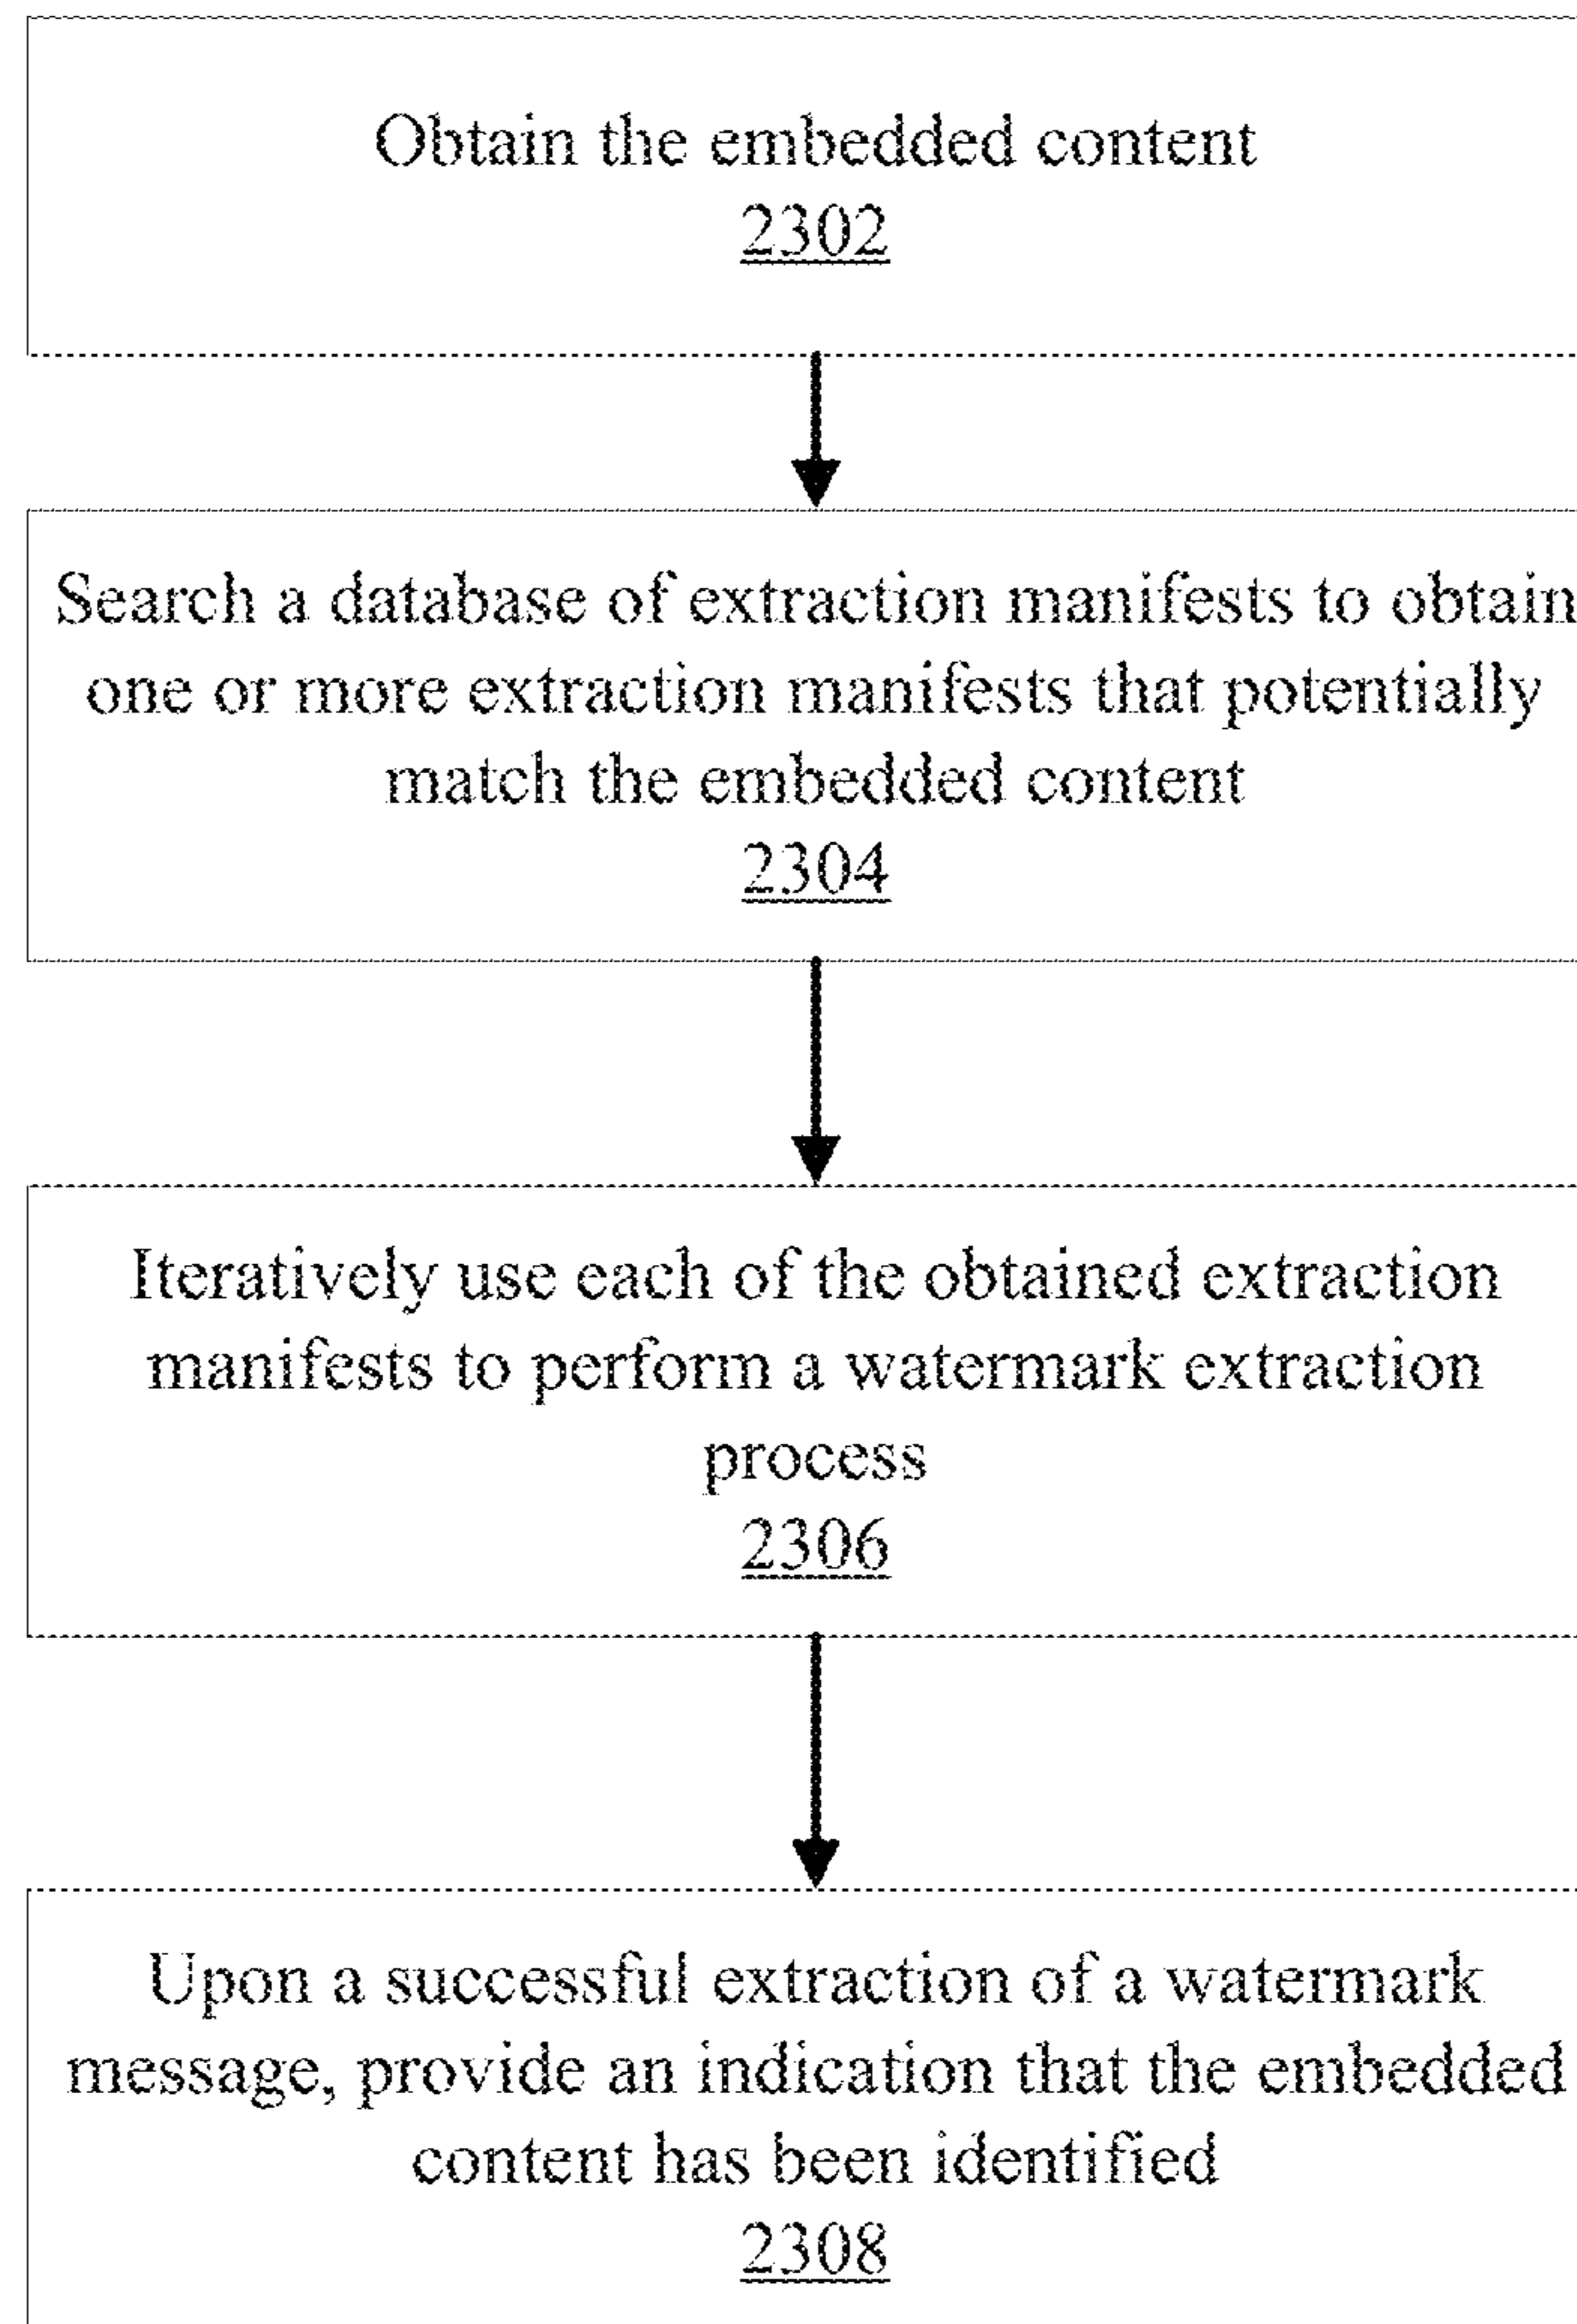 Obtain the embedded content
2302
Search a database of extraction manifests to obtain
one or more extraction manifests that potentially
match the embedded content
2304
Iteratively use each of the obtained extraction
manifests to perform a watermark extraction
process
2306
Upon a successful extraction of a watermark
message, provide an indication that the embedded
content has been identified
2308